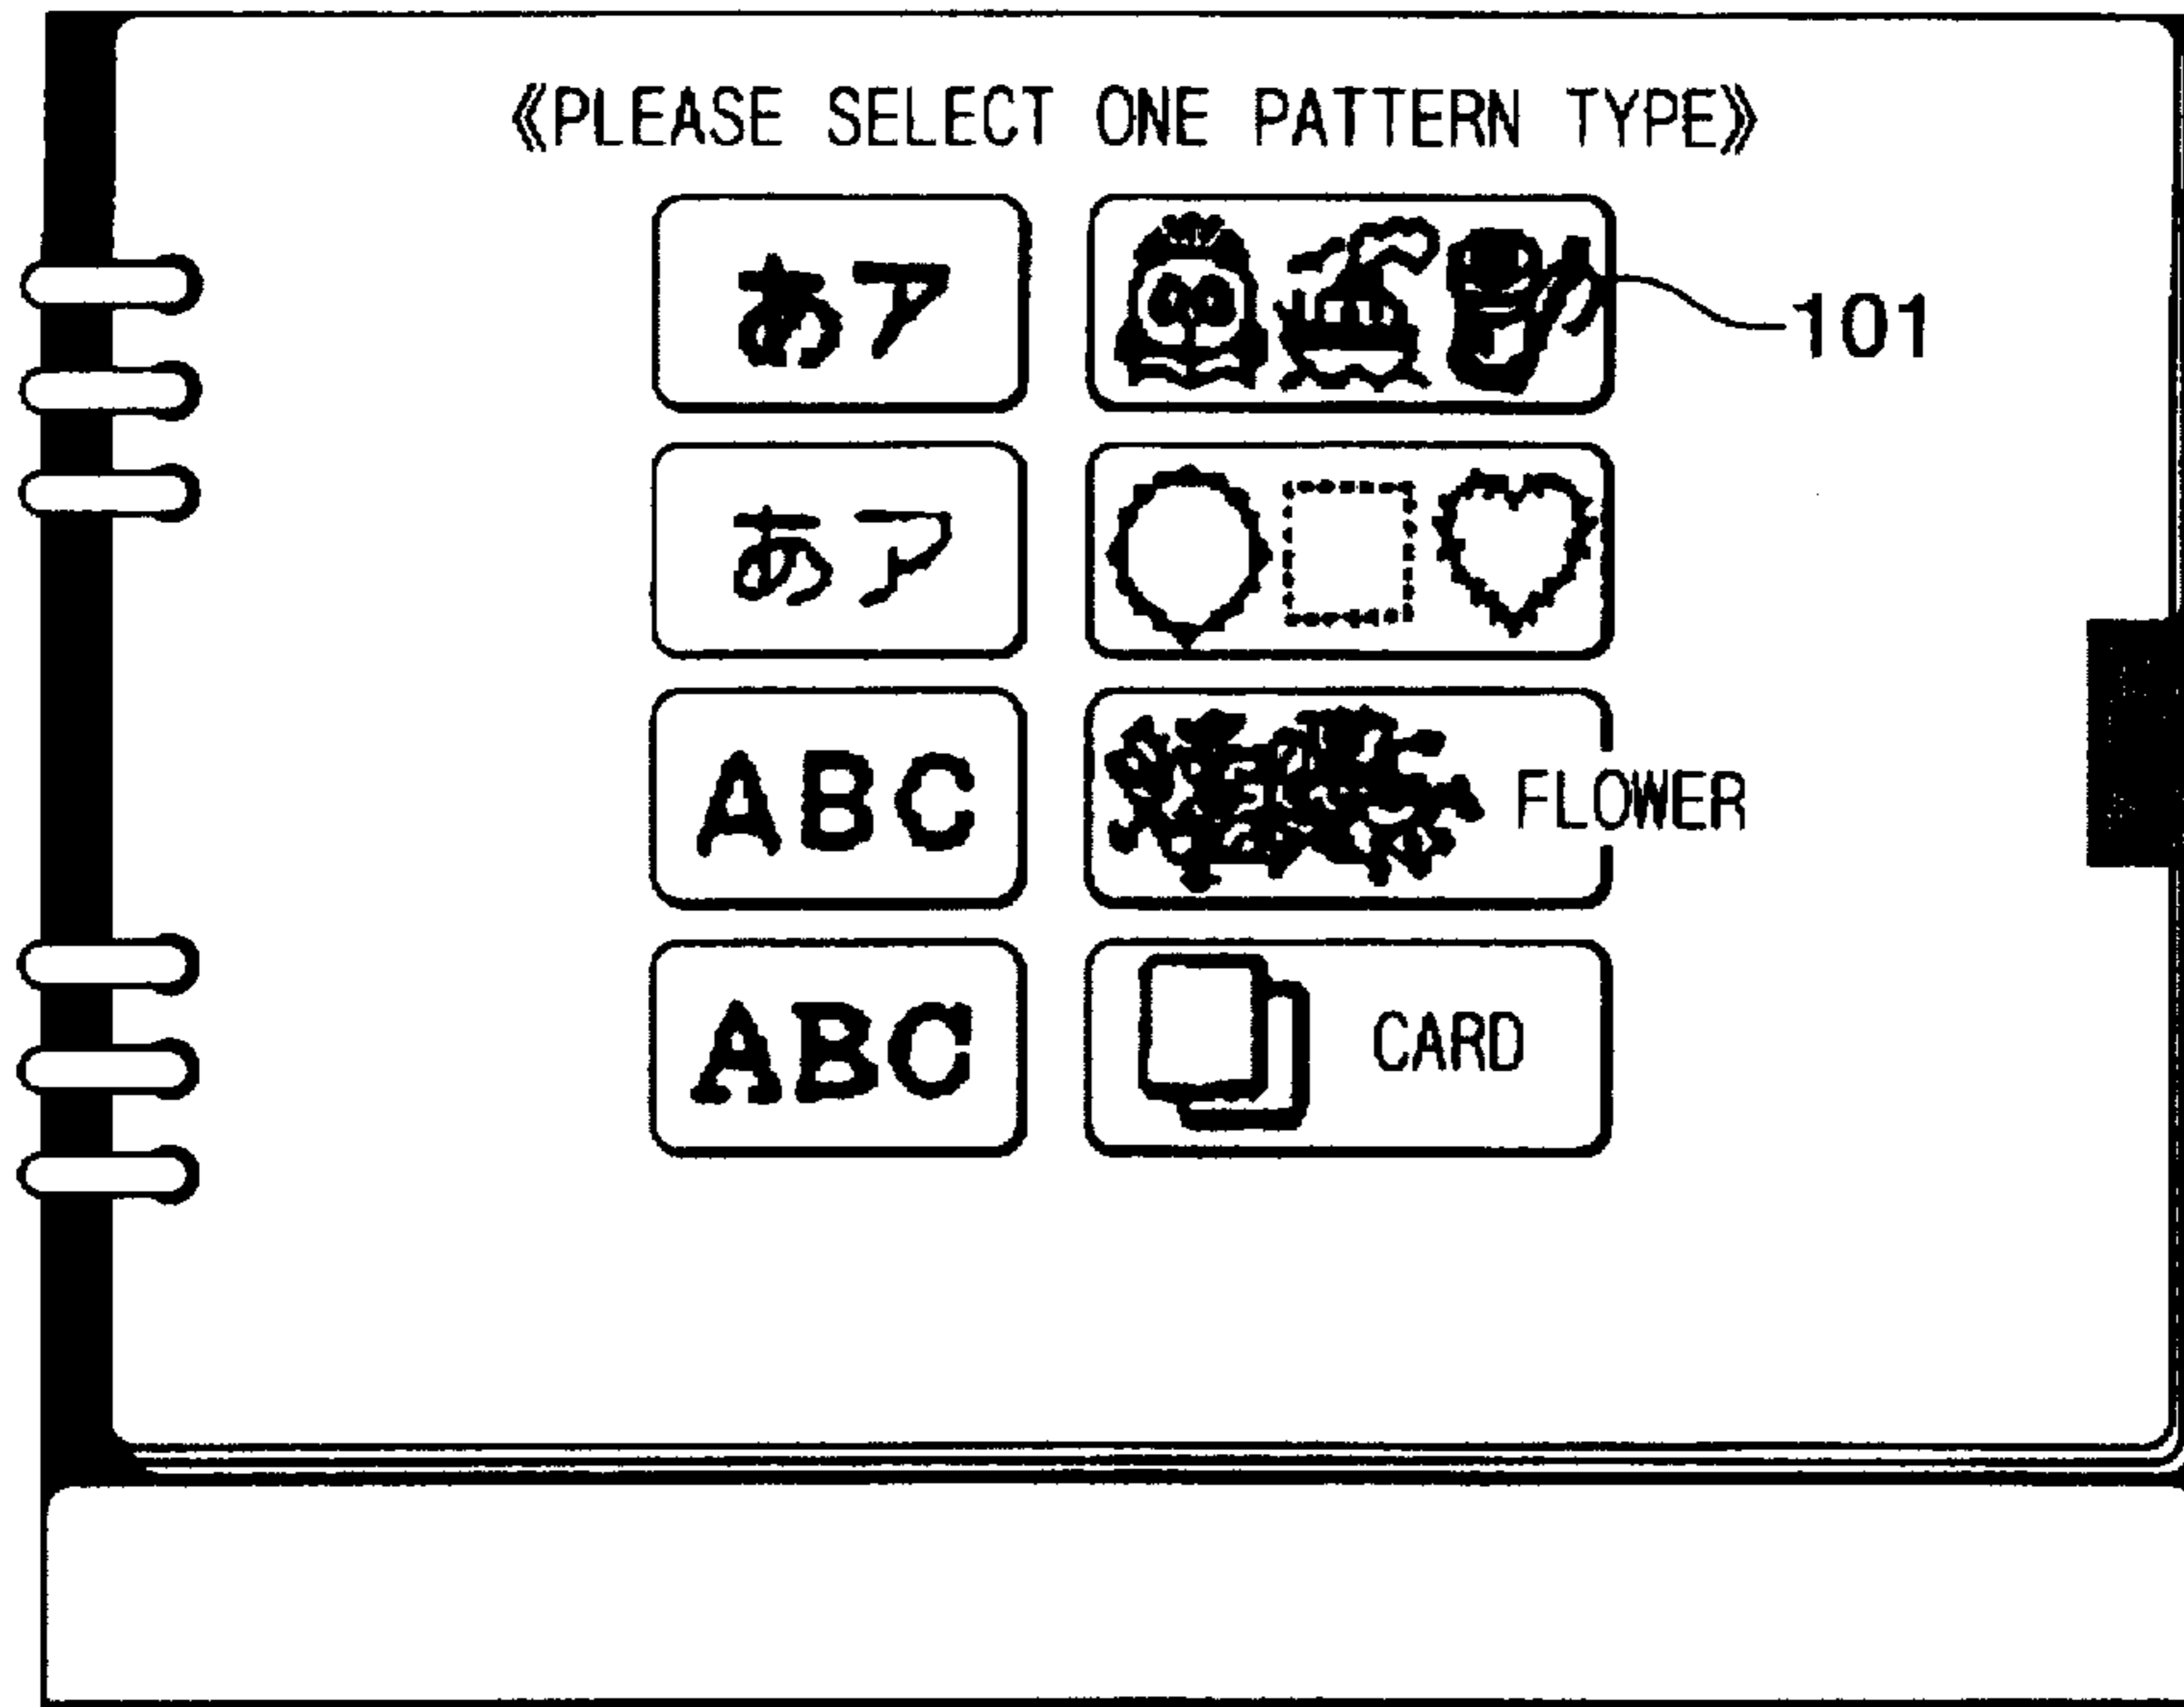 《PLEASE SELECT ONE PATTERN TYPE》
あア
101
あア
ABC
FLOWER
ABC
CARD